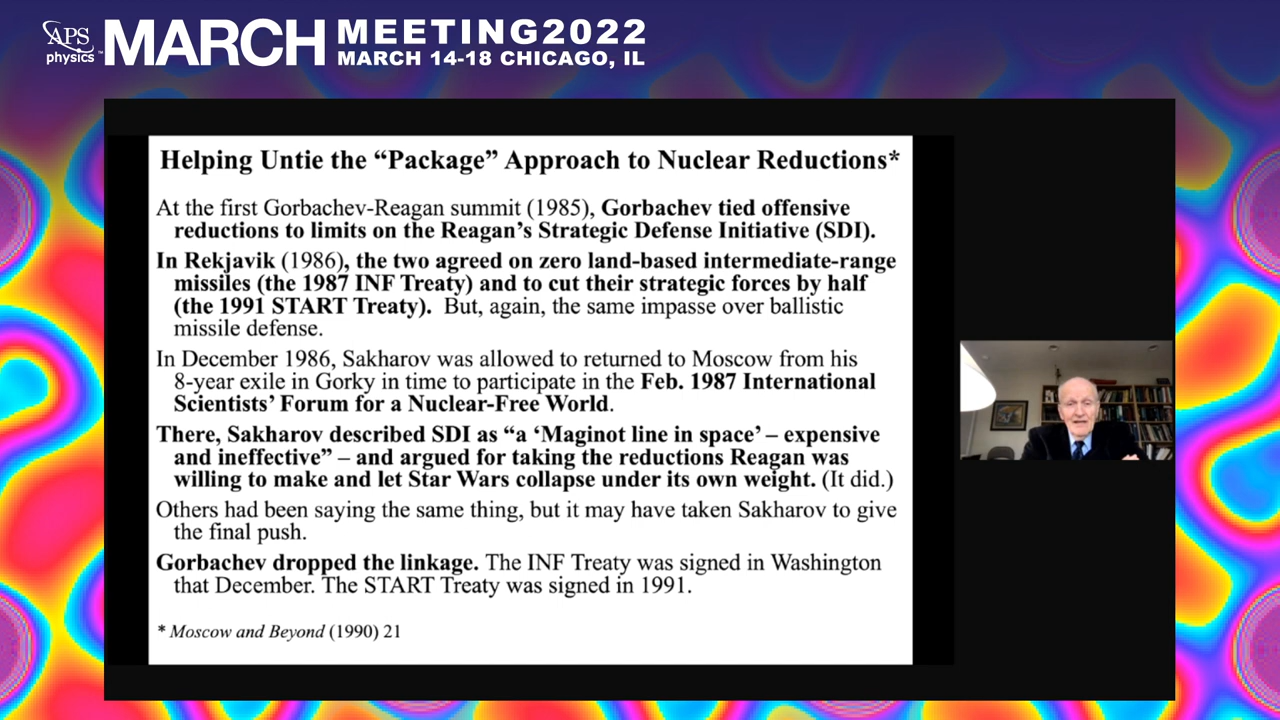 APS
physics
MARCH
MEETING2022
MARCH 14-18 CHICAGO, IL
Helping Untie the “Package” Approach to Nuclear Reductions*
At the first Gorbachev-Reagan summit (1985), Gorbachev tied offensive
reductions to limits on the Reagan’s Strategic Defense Initiative (SDI).
In Rekjavik (1986), the two agreed on zero land-based intermediate-range
missiles (the 1987 INF Treaty) and to cut their strategic forces by half
(the 1991 START Treaty). But, again, the same impasse over ballistic
missile defense.
In December 1986, Sakharov was allowed to returned to Moscow from his
8-year exile in Gorky in time to participate in the Feb. 1987 International
Scientists’ Forum for a Nuclear-Free World.
There, Sakharov described SDI as “a ‘Maginot line in space’ – expensive
and ineffective” – and argued for taking the reductions Reagan was
willing to make and let Star Wars collapse under its own weight. (It did.)
Others had been saying the same thing, but it may have taken Sakharov to give
the final push.
Gorbachev dropped the linkage. The INF Treaty was signed in Washington
that December. The START Treaty was signed in 1991.
* Moscow and Beyond (1990) 21